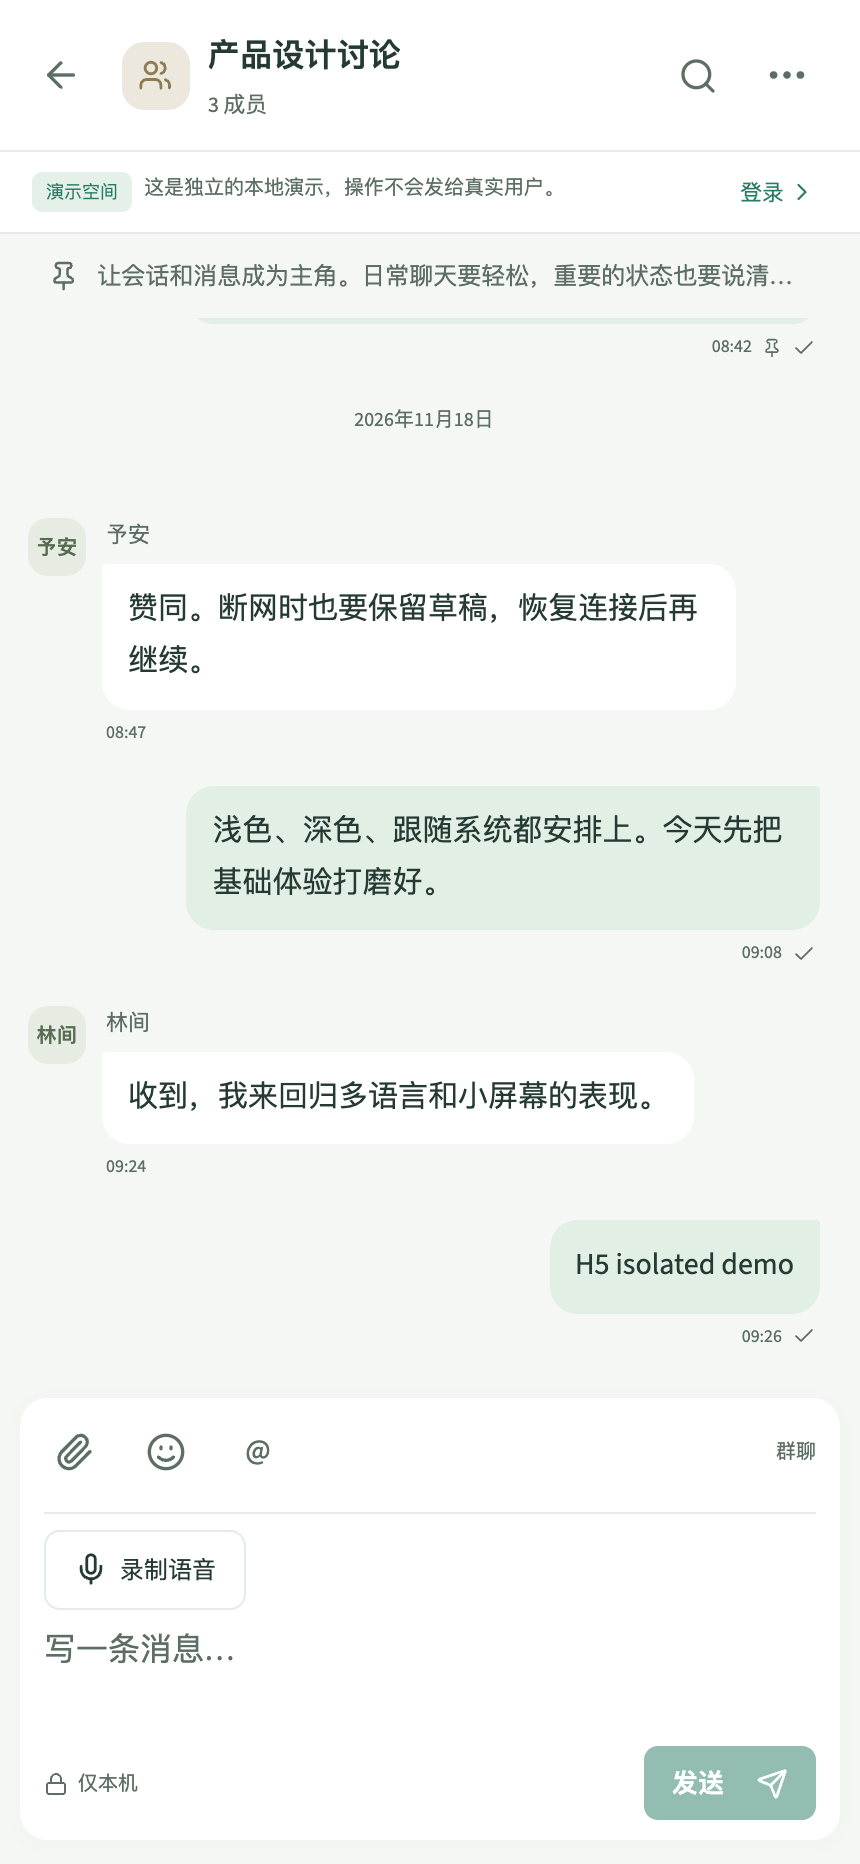 产品设计讨论
3 成员
演示空间 这是独立的本地演示，操作不会发给真实用户。 登录
让会话和消息成为主角。日常聊天要轻松，重要的状态也要说清...
08:42
2026年11月18日
予安 予安
赞同。断网时也要保留草稿，恢复连接后再
继续。
08:47
浅色、深色、跟随系统都安排上。今天先把
基础体验打磨好。
09:08
林间 林间
收到，我来回归多语言和小屏幕的表现。
09:24
H5 isolated demo
09:26
@ 群聊
录制语音
写一条消息...
仅本机 发送